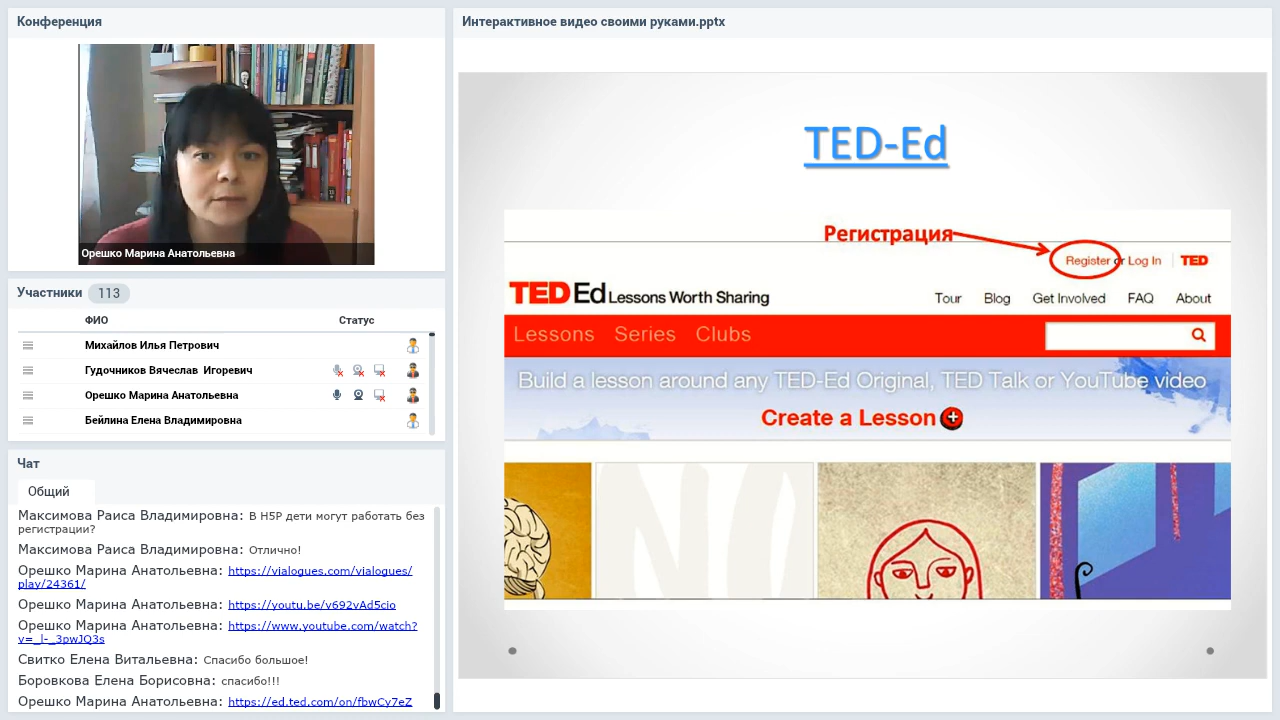 Конференция
Орешко Марина Анатольевна
Участники 113
ФИО Статус
Михайлов Илья Петрович
Гудочников Вячеслав Игоревич
Орешко Марина Анатольевна
Бейлина Елена Владимировна
Чат
Общий
Максимова Раиса Владимировна: В H5P дети могут работать без
регистрации?
Максимова Раиса Владимировна: Отлично!
Орешко Марина Анатольевна: https://vialogues.com/vialogues/
play/24361/
Орешко Марина Анатольевна: https://youtu.be/v692vAd5cio
Орешко Марина Анатольевна: https://www.youtube.com/watch?
v=_l-_3pwJQ3s
Свитко Елена Витальевна: Спасибо большое!
Боровкова Елена Борисовна: спасибо!!!
Орешко Марина Анатольевна: https://ed.ted.com/on/fbwCy7eZ
Интерактивное видео своими руками.pptx
TED-Ed
Регистрация
Register or Log In TED
TED Ed Lessons Worth Sharing
Tour Blog Get Involved FAQ About
Lessons Series Clubs
Build a lesson around any TED-Ed Original, TED Talk or YouTube video
Create a Lesson